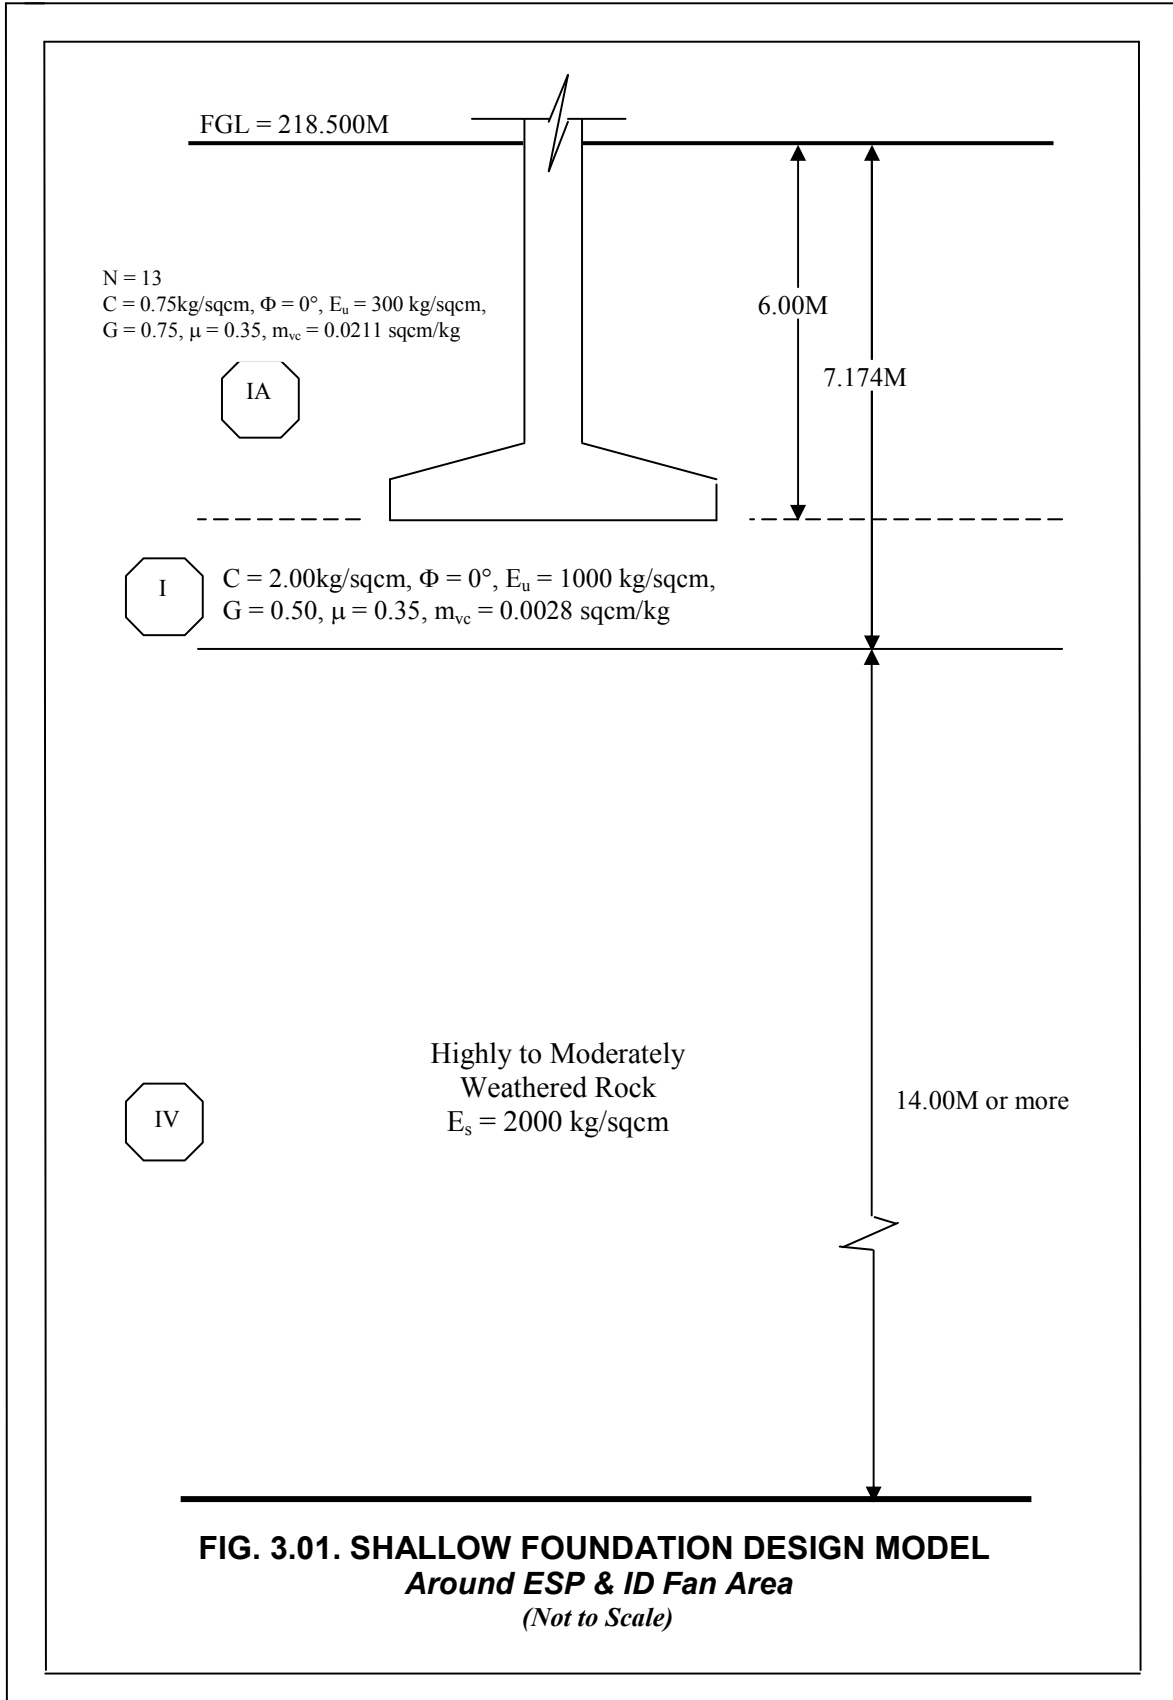 FGL = 218.500M
N = 13
C = 0.75kg/sqcm, Φ = 0°, Eu = 300 kg/sqcm,
G = 0.75, μ = 0.35, mvc = 0.0211 sqcm/kg
6.00M
7.174M
IA
I
C = 2.00kg/sqcm, Φ = 0°, Eu = 1000 kg/sqcm,
G = 0.50, μ = 0.35, mvc = 0.0028 sqcm/kg
Highly to Moderately
Weathered Rock
Es = 2000 kg/sqcm
14.00M or more
IV
FIG. 3.01. SHALLOW FOUNDATION DESIGN MODEL
Around ESP & ID Fan Area
(Not to Scale)